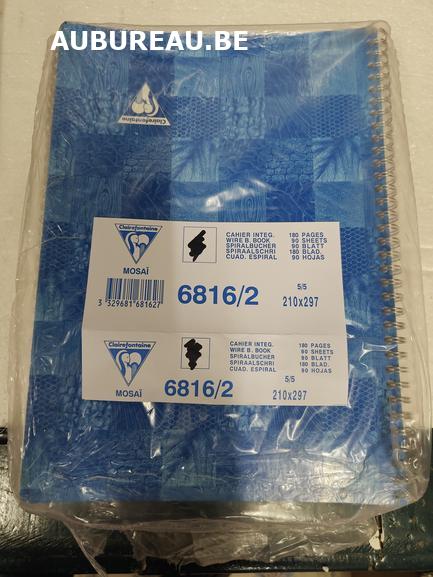 AUBUREAU.BE
Clairefontaine
Clairefontaine
MOSAÏ
CAHIER INTEG. 180 PAGES
WIRE B. BOOK 90 SHEETS
SPIRALBUCHER 90 BLATT
SPIRAALSCHRI 180 BLAD.
CUAD. ESPIRAL 90 HOJAS
3 329681 681627
6816/2
5/5
210x297
Clairefontaine
MOSAÏ
CAHIER INTEG. 180 PAGES
WIRE B. BOOK 90 SHEETS
SPIRALBUCHER 90 BLATT
SPIRAALSCHRI 180 BLAD.
CUAD. ESPIRAL 90 HOJAS
6816/2
5/5
210x297